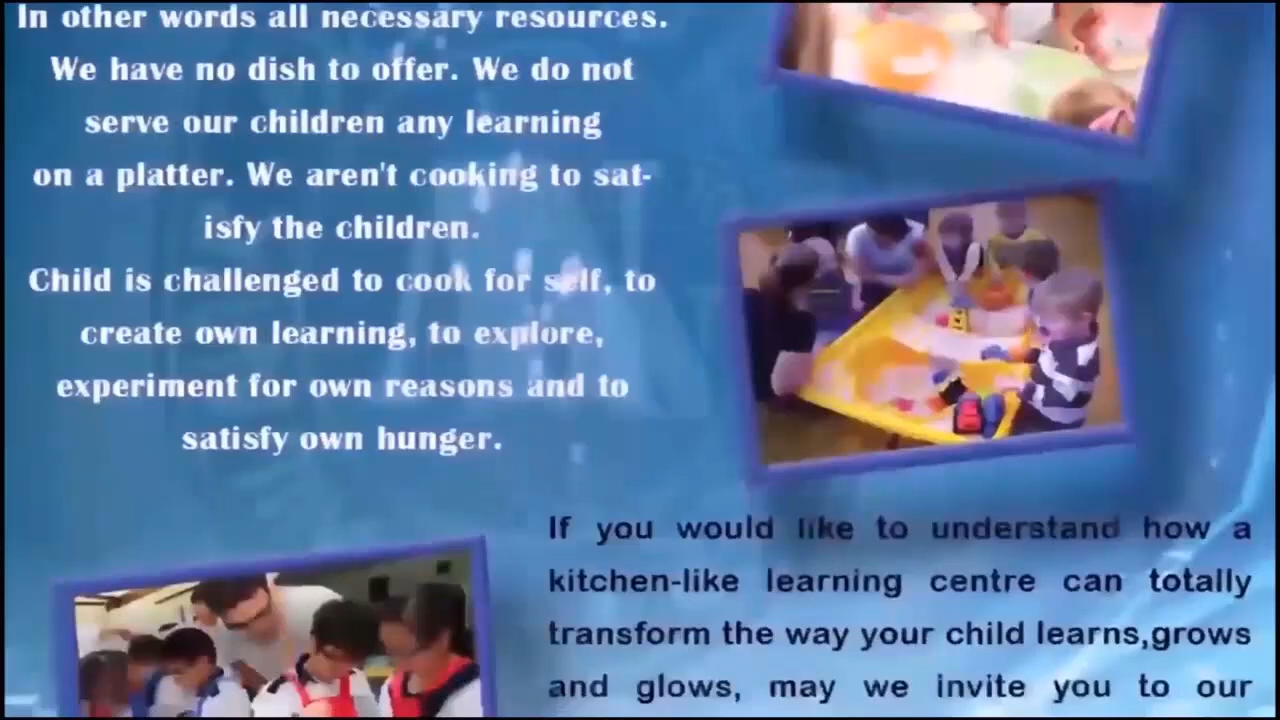 In other words all necessary resources.
We have no dish to offer. We do not
serve our children any learning
on a platter. We aren't cooking to sat-
isfy the children.
Child is challenged to cook for self, to
create own learning, to explore,
experiment for own reasons and to
satisfy own hunger.
If you would like to understand how a
kitchen-like learning centre can totally
transform the way your child learns,grows
and glows, may we invite you to our